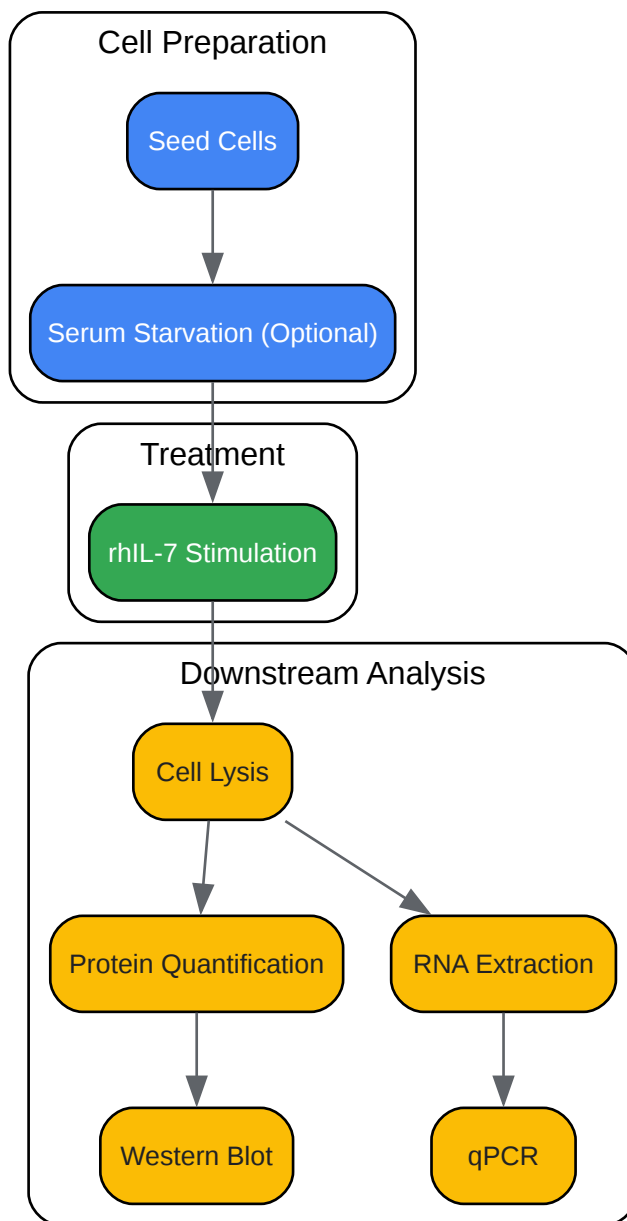 Cell Preparation
Seed Cells
Serum Starvation (Optional)
Treatment
rhIL-7 Stimulation
Downstream Analysis
Cell Lysis
Protein Quantification
RNA Extraction
Western Blot
qPCR